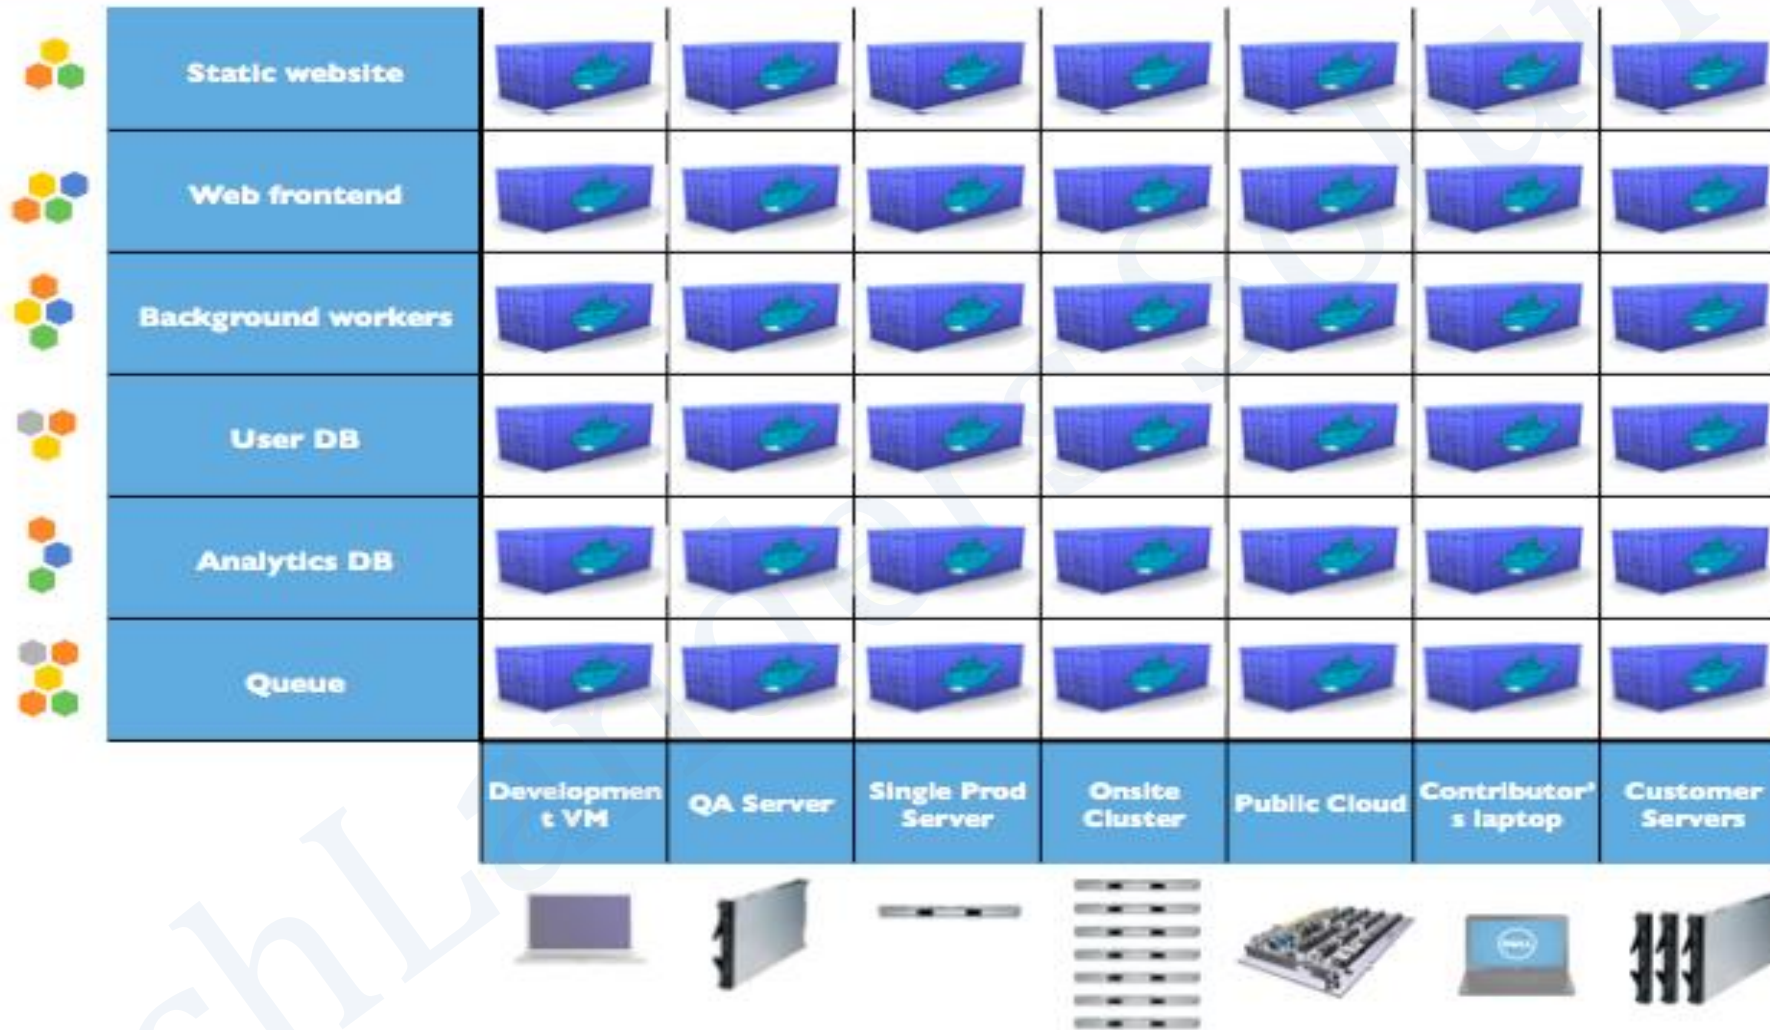 Static website
Web frontend
Background workers
User DB
Analytics DB
Queue
Developmen
t VM
QA Server
Single Prod
Server
Onsite
Cluster
Public Cloud
Contributor'
s laptop
Customer
Servers
DELL